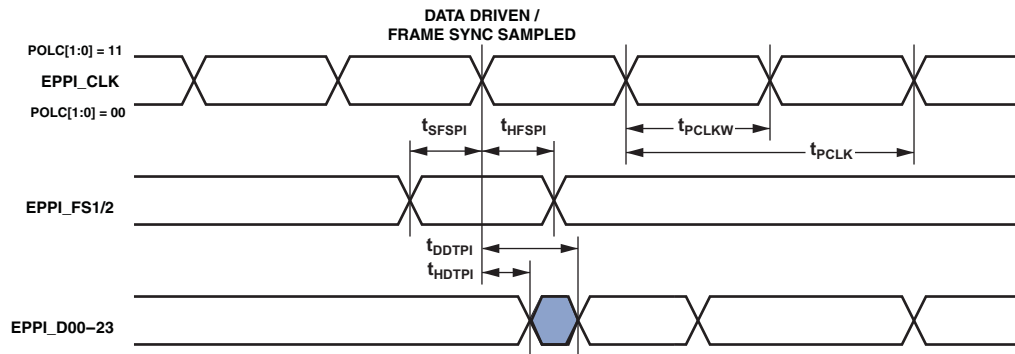 DATA DRIVEN /
FRAME SYNC SAMPLED
POLC[1:0] = 11
EPPI_CLK
POLC[1:0] = 00
tSFSPI
tHFSPI
tPCLKW
tPCLK
EPPI_FS1/2
tDDTPI
tHDTPI
EPPI_D00–23